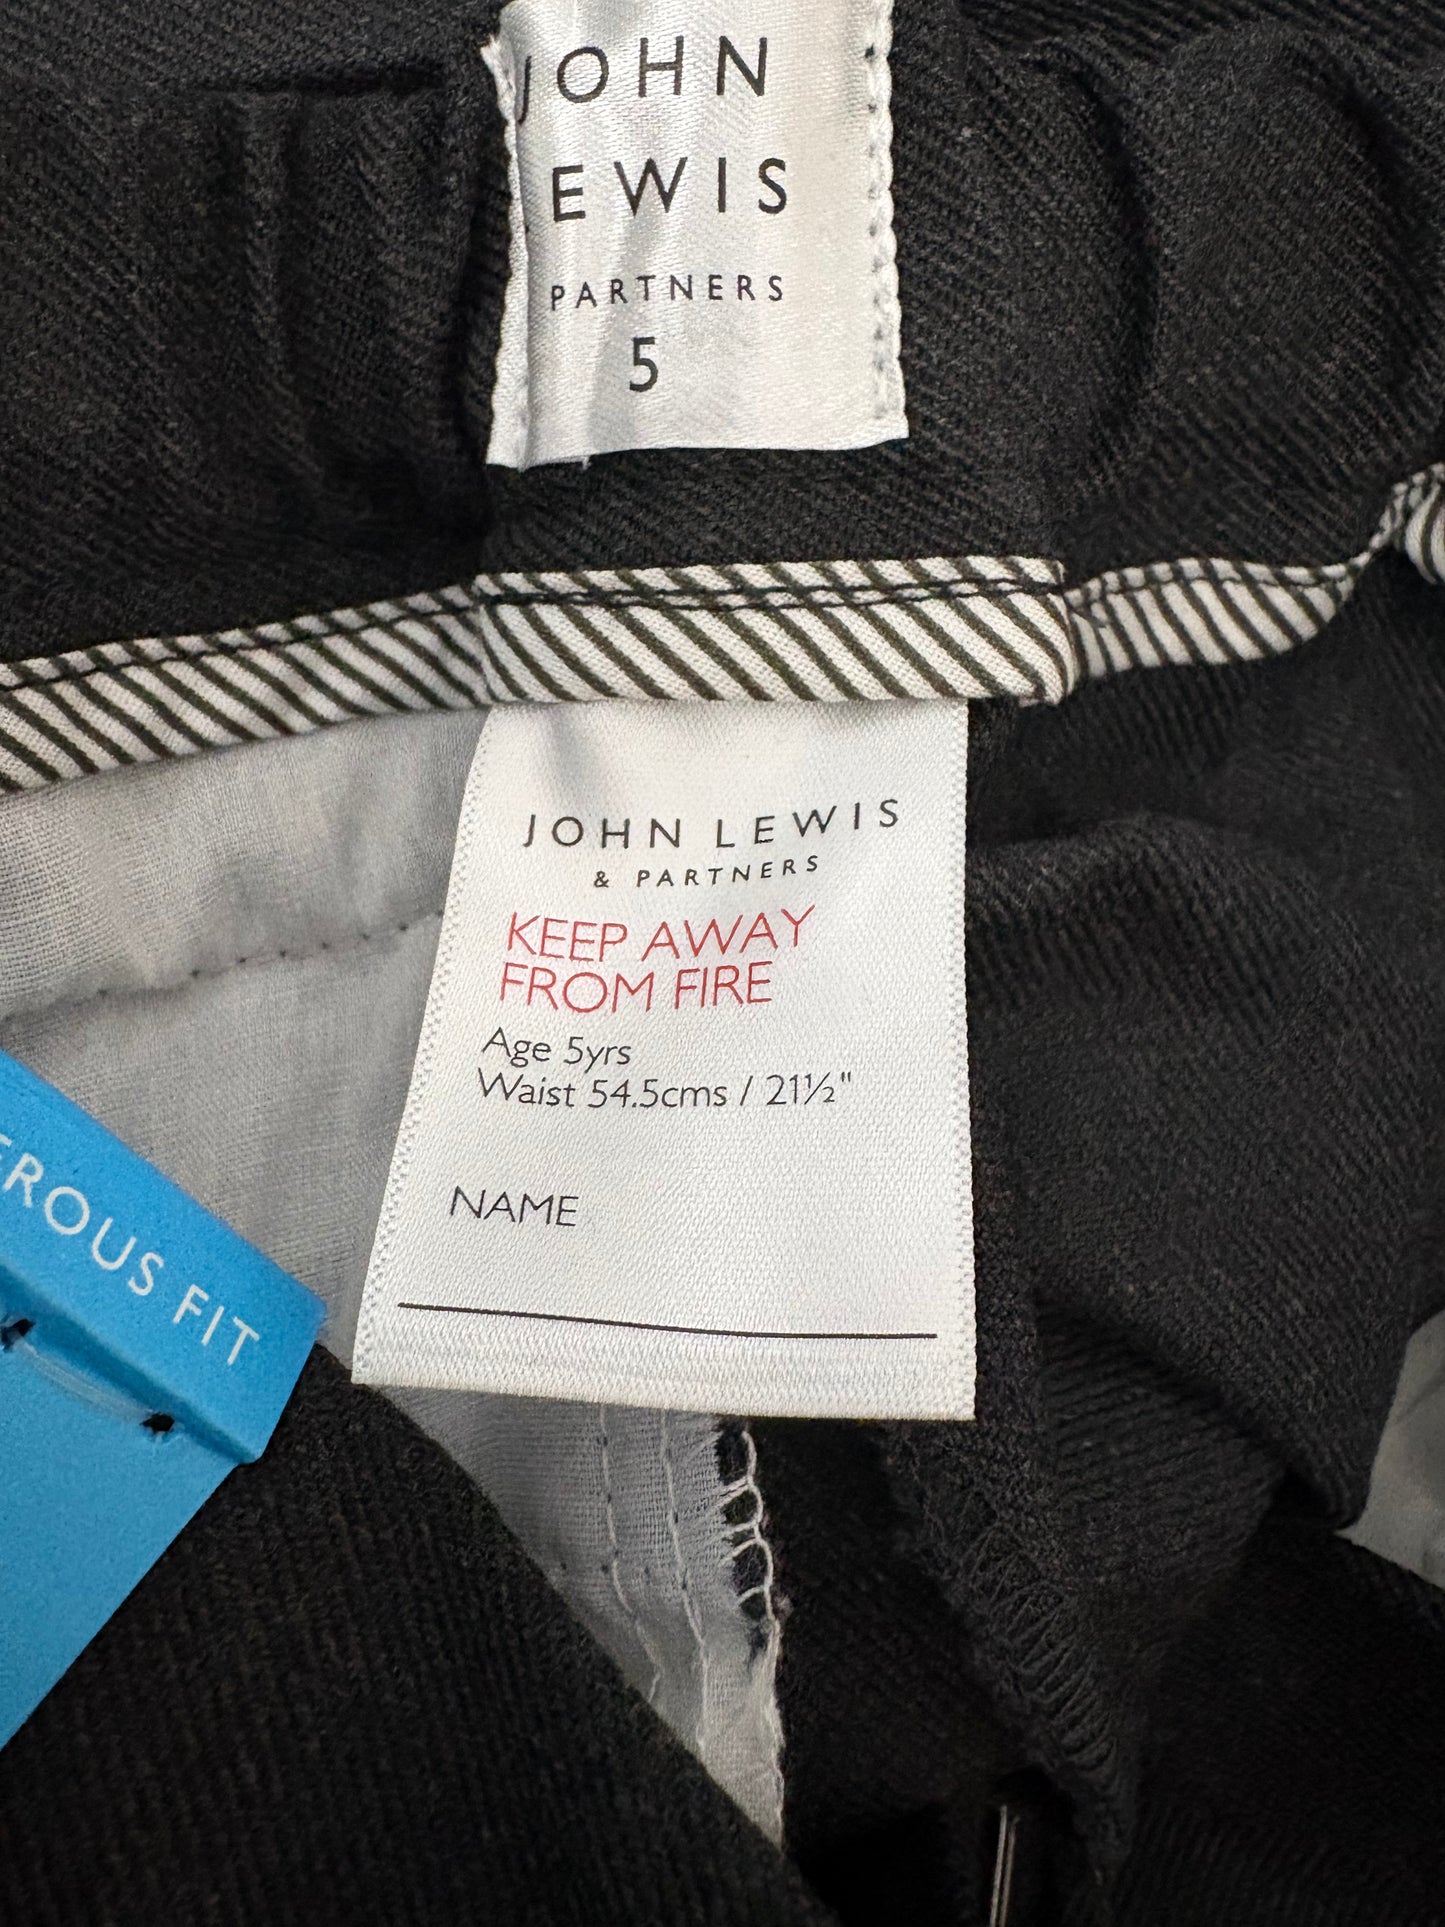 JOHN
EWIS
PARTNERS
5
JOHN LEWIS
& PARTNERS
KEEP AWAY
FROM FIRE
Age 5yrs
Waist 54.5cms / 21½"
NAME
EROUS FIT